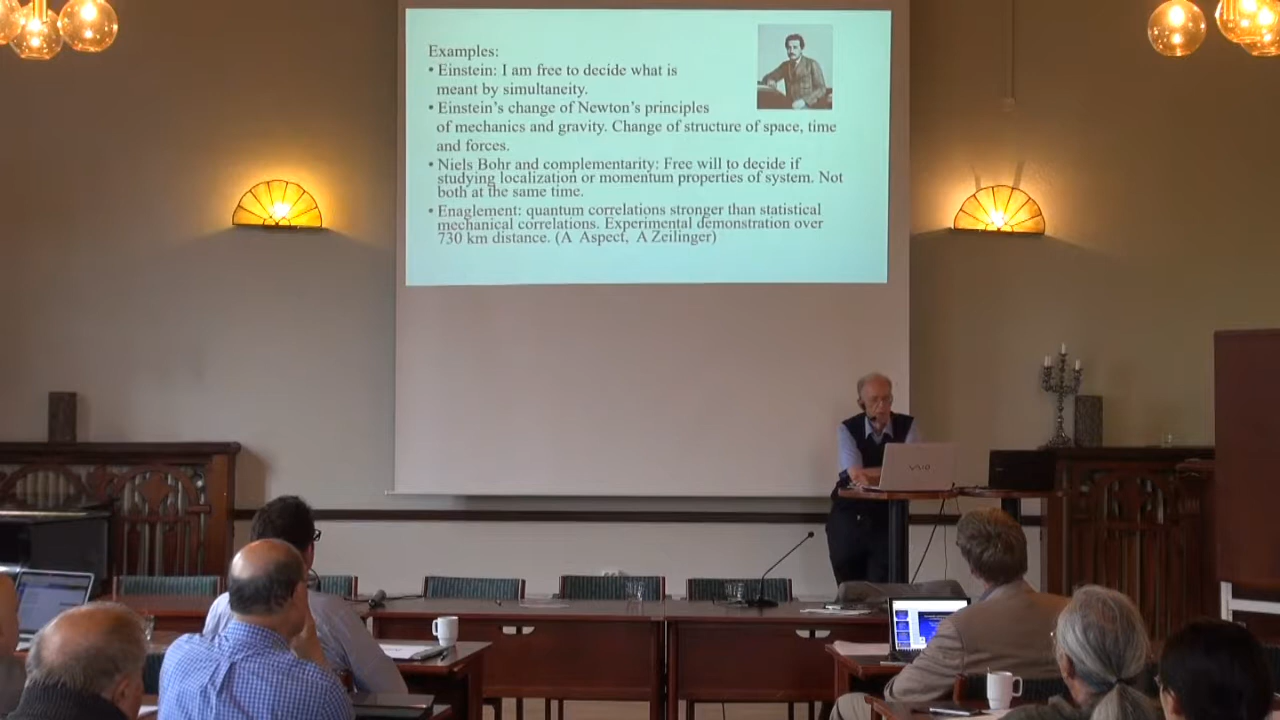 Examples:
• Einstein: I am free to decide what is
meant by simultaneity.
• Einstein's change of Newton's principles
of mechanics and gravity. Change of structure of space, time
and forces.
• Niels Bohr and complementarity: Free will to decide if
studying localization or momentum properties of system. Not
both at the same time.
• Enaglement: quantum correlations stronger than statistical
mechanical correlations. Experimental demonstration over
730 km distance. (A Aspect, A Zeilinger)
VAIO